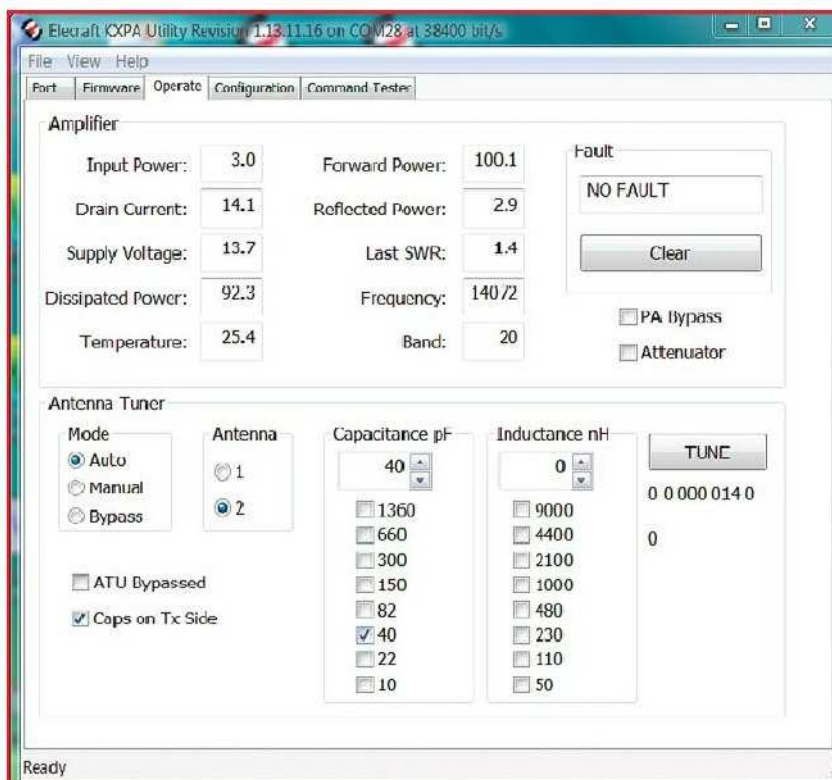 Elecraft KXPA Utility Revision 1.13.11.16 on COM28 at 38400 bit/s
File View Help
Port Firmware Operate Configuration Command Tester
Amplifier
Input Power: 3.0
Drain Current: 14.1
Supply Voltage: 13.7
Dissipated Power: 92.3
Temperature: 25.4
Forward Power: 100.1
Reflected Power: 2.9
Last SWR: 1.4
Frequency: 14072
Band: 20
Fault
NO FAULT
Clear
PA Bypass
Attenuator
Antenna Tuner
Mode
Auto
Manual
Bypass
ATU Bypassed
Caps on Tx Side
Antenna
1
2
Capacitance pF
40
1360
660
300
150
82
40
22
10
Inductance nH
0
9000
4400
2100
1000
480
230
110
50
TUNE
0 0 000 014 0
0
Ready